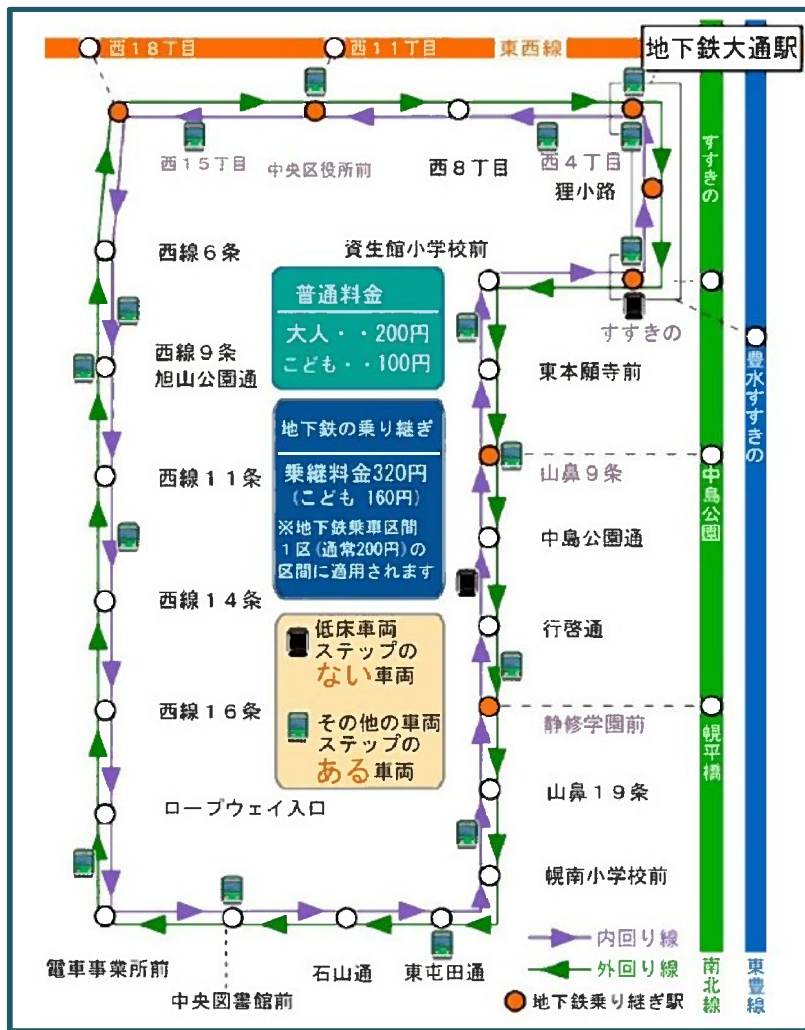 西18丁目
西11丁目
東西線
地下鉄大通駅
西15丁目
中央区役所前
西8丁目
西4丁目
狸小路
すすきの
西線6条
資生館小学校前
普通料金
大人・・200円
こども・・100円
すすきの
西線9条
旭山公園通
東本願寺前
豊水すすきの
地下鉄の乗り継ぎ
乗継料金320円
(こども 160円)
※地下鉄乗車区間
1区(通常200円)の
区間に適用されます
西線11条
山鼻9条
中島公園
中島公園通
西線14条
低床車両
ステップの
ない車両
行啓通
西線16条
その他の車両
ステップの
ある車両
静修学園前
幌平橋
ロープウェイ入口
山鼻19条
幌南小学校前
電車事業所前
中央図書館前
石山通
東屯田通
内回り線
外回り線
地下鉄乗り継ぎ駅
南北線
東豊線